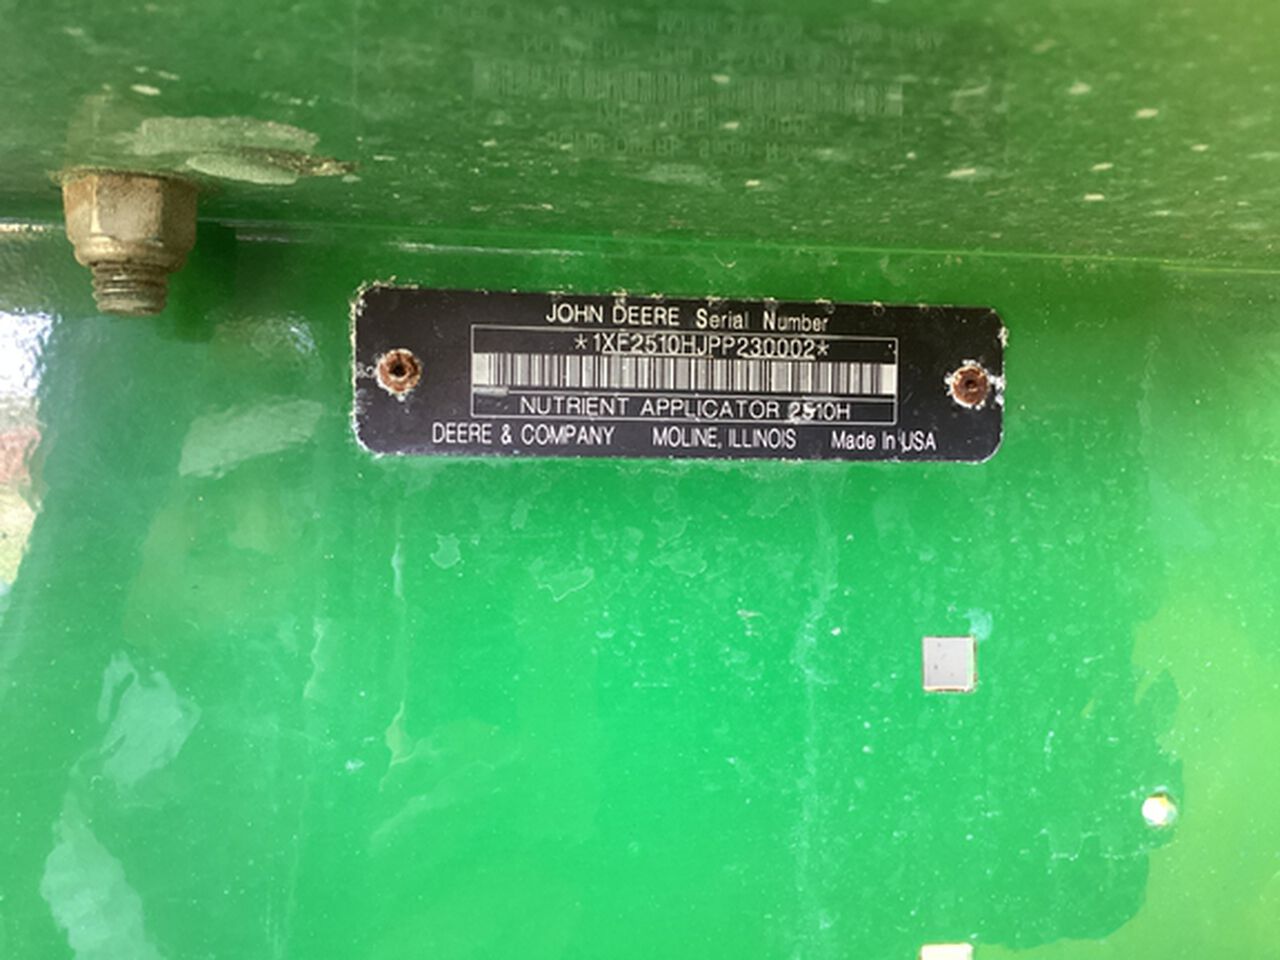 JOHN DEERE Serial Number
*1XF2510HJPP230002*
NUTRIENT APPLICATOR 2510H
DEERE & COMPANY MOLINE, ILLINOIS Made In USA